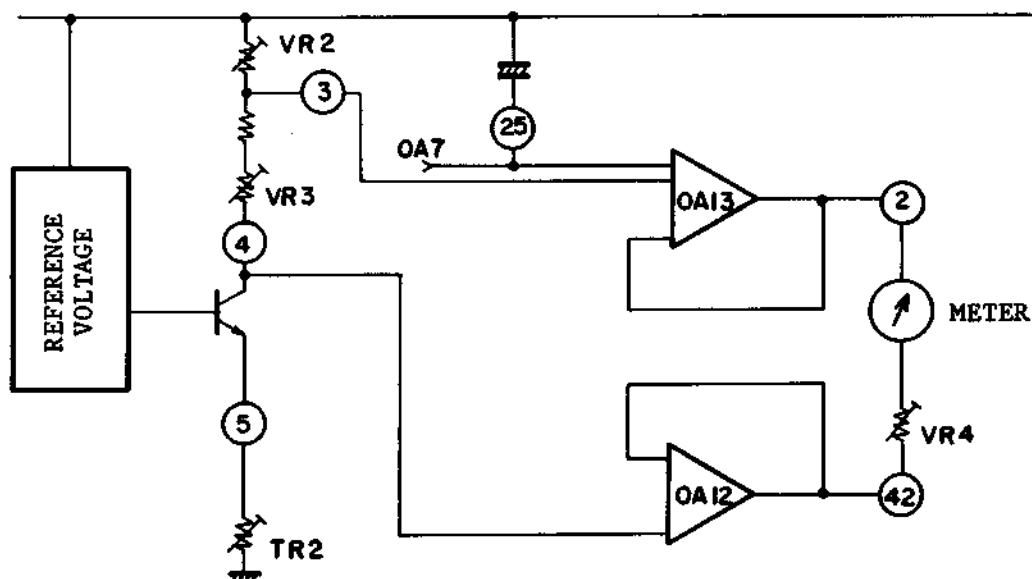 VR2
3
25
OA7
VR3
OA13
2
4
REFERENCE
VOLTAGE
METER
5
VR4
OA12
42
TR2